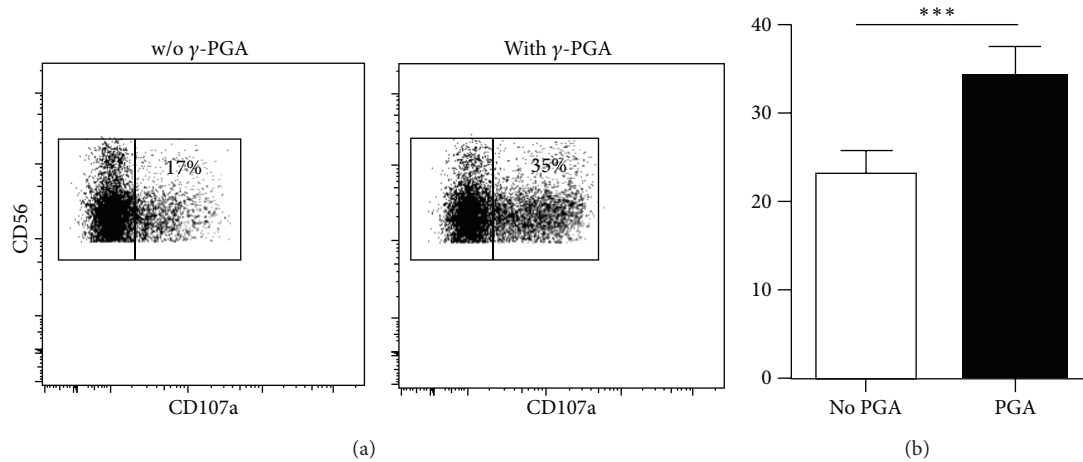 w/o γ-PGA
With γ-PGA
17%
35%
CD56
CD107a
CD107a
(a)
***
40
30
20
10
0
No PGA
PGA
(b)